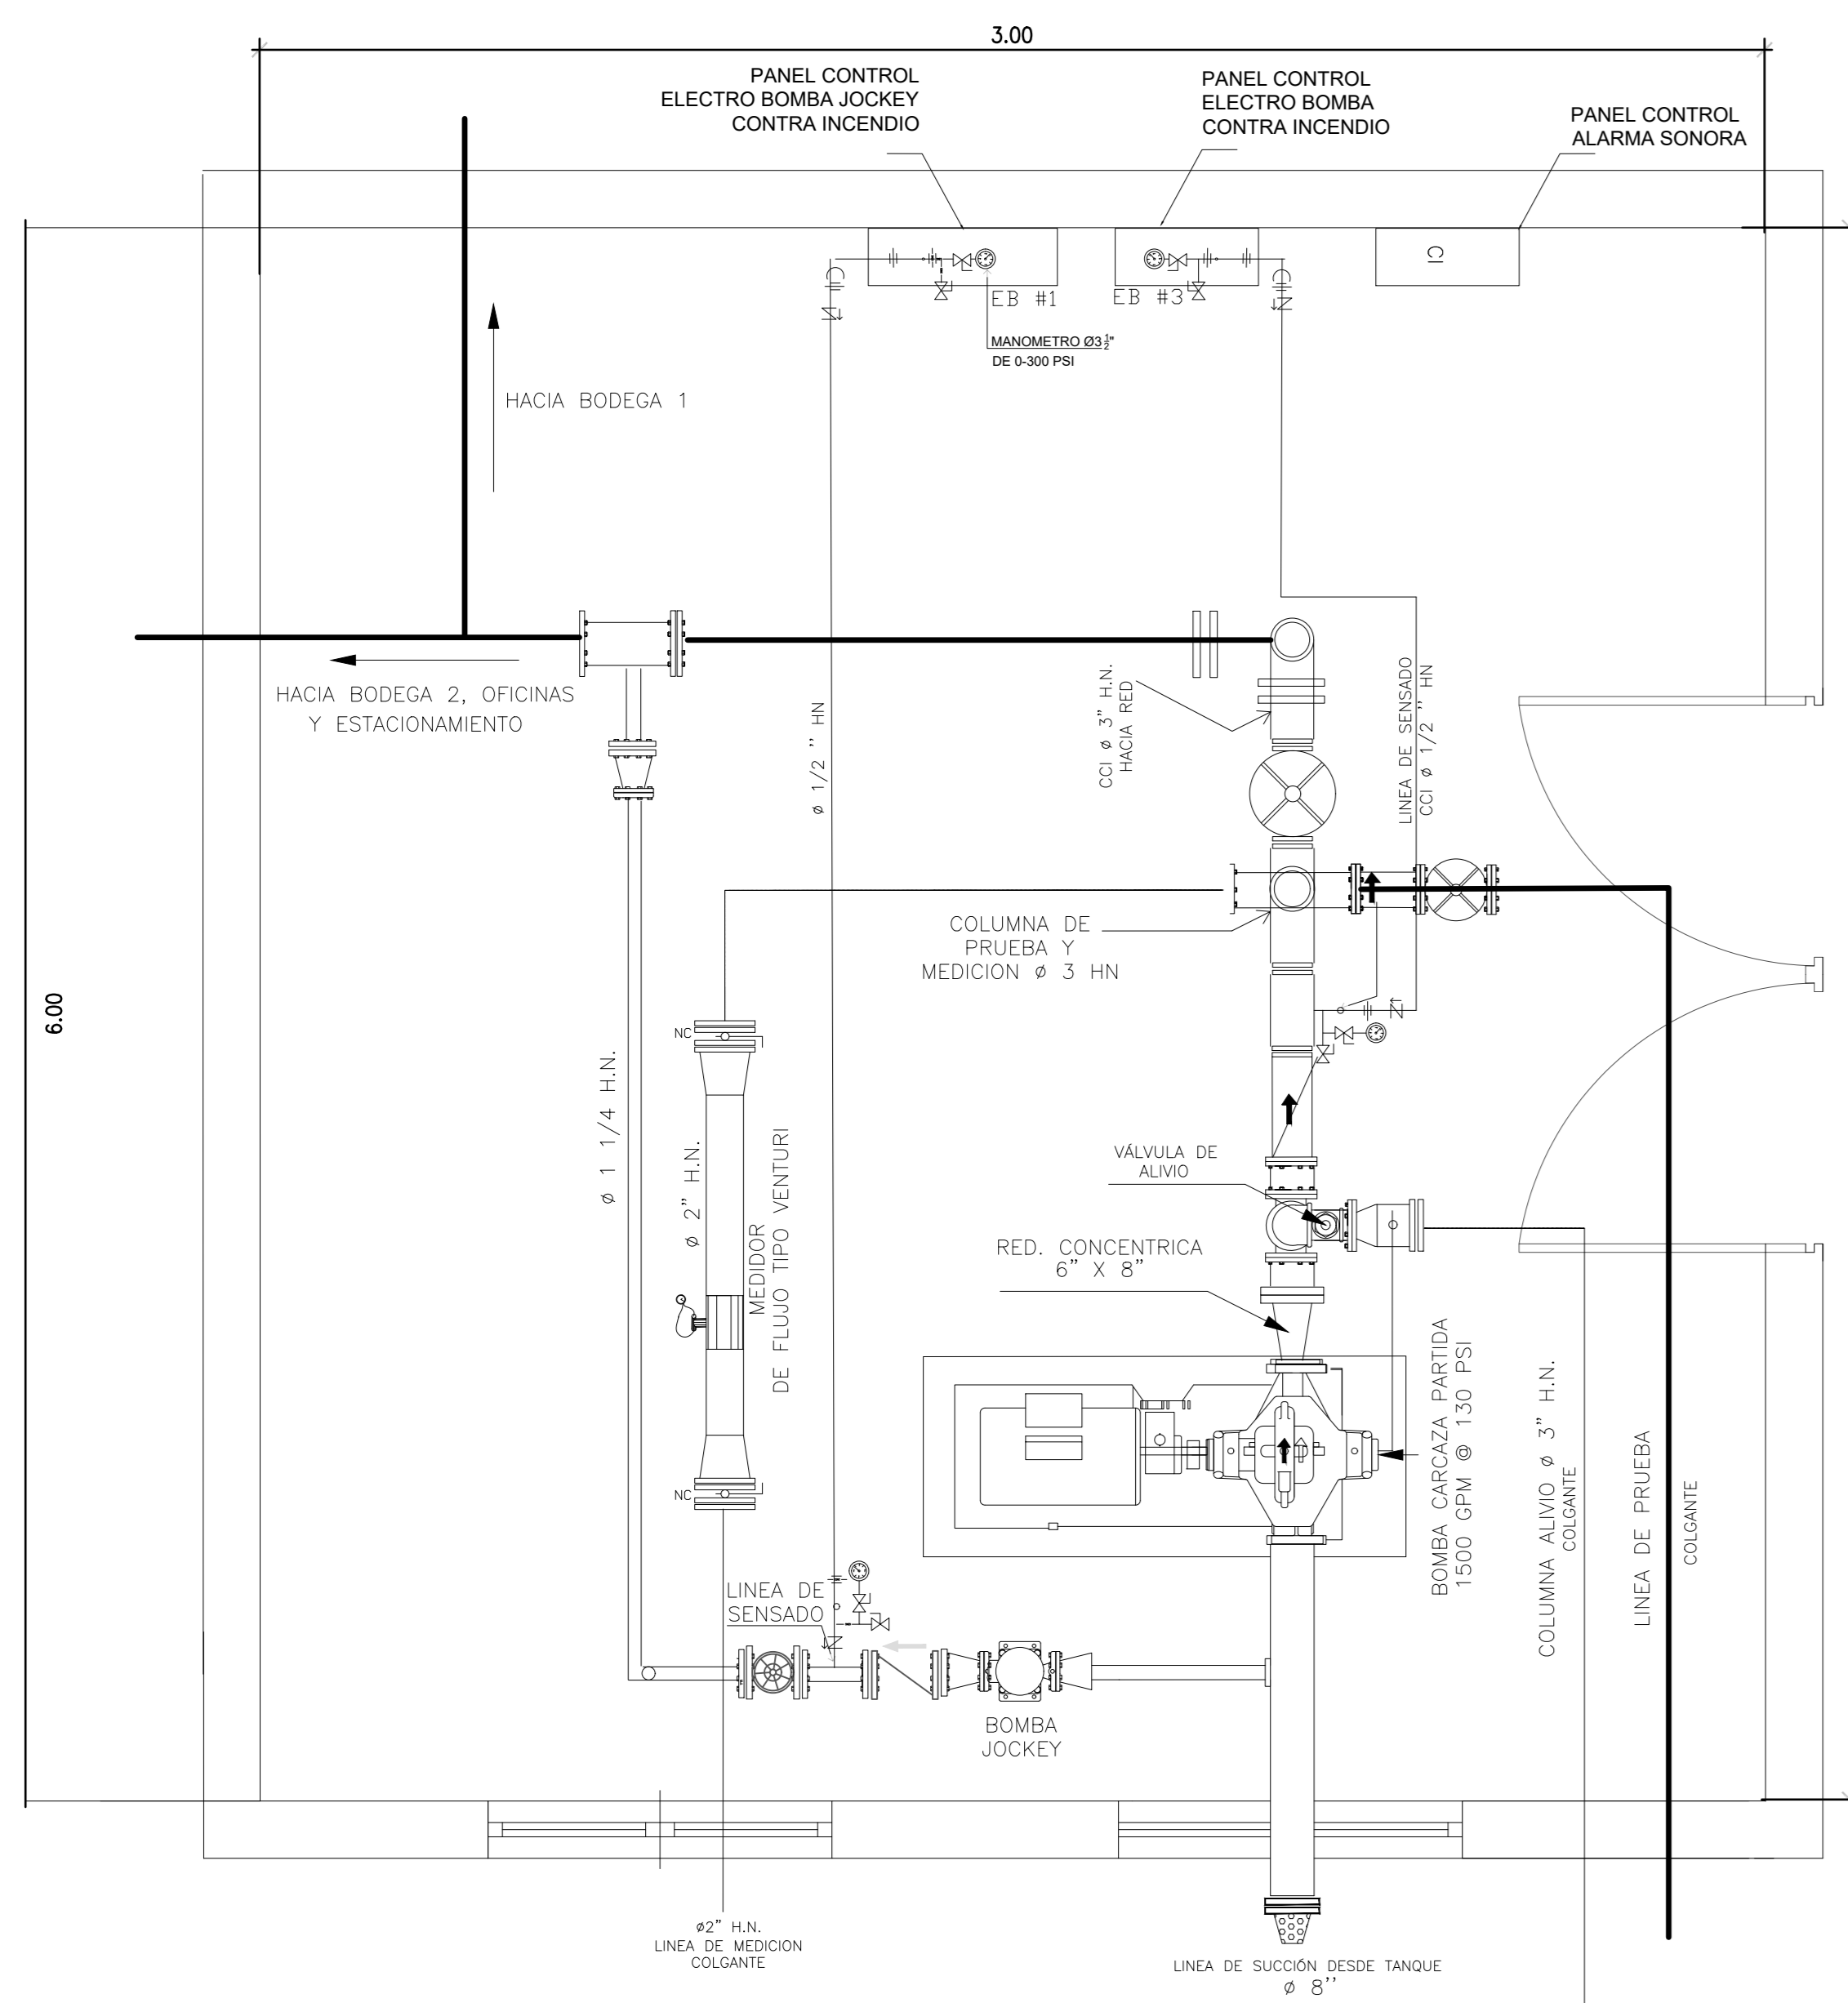 3.00
PANEL CONTROL
ELECTRO BOMBA JOCKEY
CONTRA INCENDIO
PANEL CONTROL
ELECTRO BOMBA
CONTRA INCENDIO
PANEL CONTROL
ALARMA SONORA
CI
EB #1
EB #3
MANOMETRO Ø3 1/2"
DE 0-300 PSI
HACIA BODEGA 1
HACIA BODEGA 2, OFICINAS
Y ESTACIONAMIENTO
ø 1/2 '' HN
CCI ø 3" H.N.
HACIA RED
LINEA DE SENSADO
CCI ø 1/2 '' HN
COLUMNA DE
PRUEBA Y
MEDICION ø 3 HN
6.00
NC
ø 1 1/4 H.N.
ø 2" H.N.
MEDIDOR
DE FLUJO TIPO VENTURI
VÁLVULA DE
ALIVIO
RED. CONCENTRICA
6" X 8"
BOMBA CARCAZA PARTIDA
1500 GPM @ 130 PSI
COLUMNA ALIVIO ø 3" H.N.
COLGANTE
LINEA DE PRUEBA
COLGANTE
NC
LINEA DE
SENSADO
BOMBA
JOCKEY
ø2" H.N.
LINEA DE MEDICION
COLGANTE
LINEA DE SUCCIÓN DESDE TANQUE
ø 8''